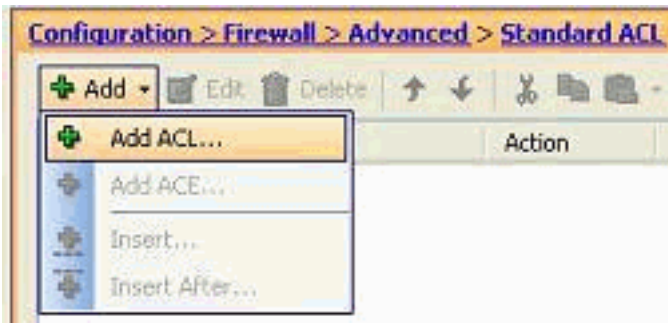 Configuration > Firewall > Advanced > Standard ACL
Add Edit Delete
Add ACL... Action
Add ACE...
Insert...
Insert After...